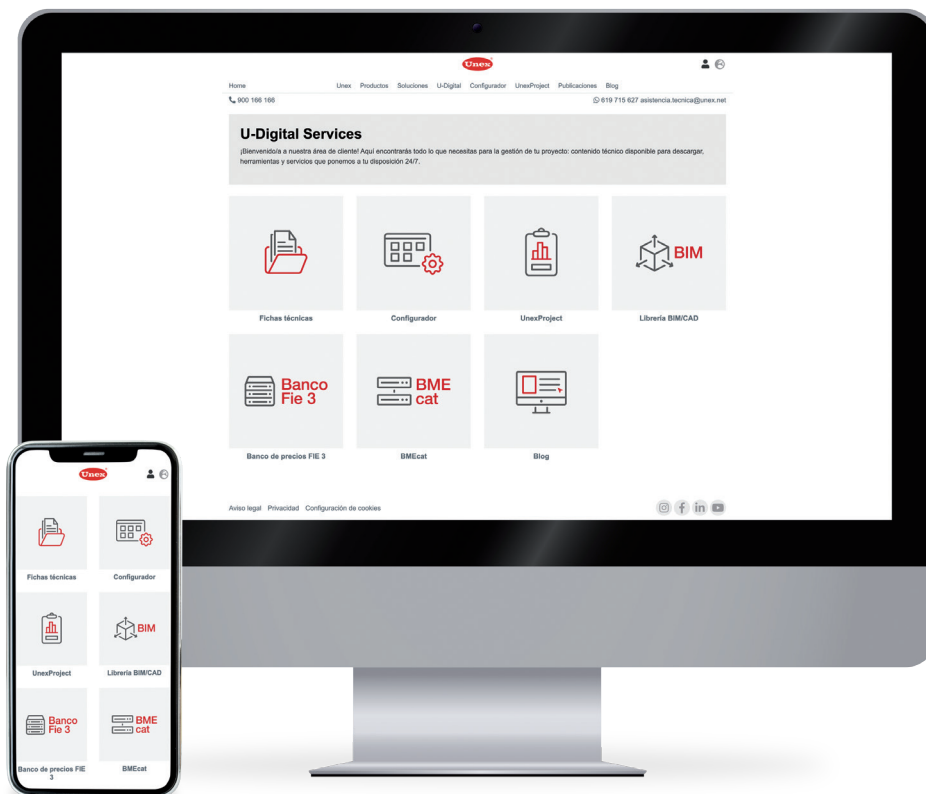 Unex
Home Unex Productos Soluciones U-Digital Configurador UnexProject Publicaciones Blog
900 166 166 619 715 627 asistencia.tecnica@unex.net
U-Digital Services
¡Bienvenido/a a nuestra área de cliente! Aquí encontrarás todo lo que necesitas para la gestión de tu proyecto: contenido técnico disponible para descargar,
herramientas y servicios que ponemos a tu disposición 24/7.
BIM
Fichas técnicas Configurador UnexProject Librería BIM/CAD
Banco
Fie 3
BME
cat
Banco de precios FIE 3 BMEcat Blog
Aviso legal Privacidad Configuración de cookies
Unex
Fichas técnicas Configurador
BIM
UnexProject Librería BIM/CAD
Banco
Fie 3
BME
cat
Banco de precios FIE
3
BMEcat